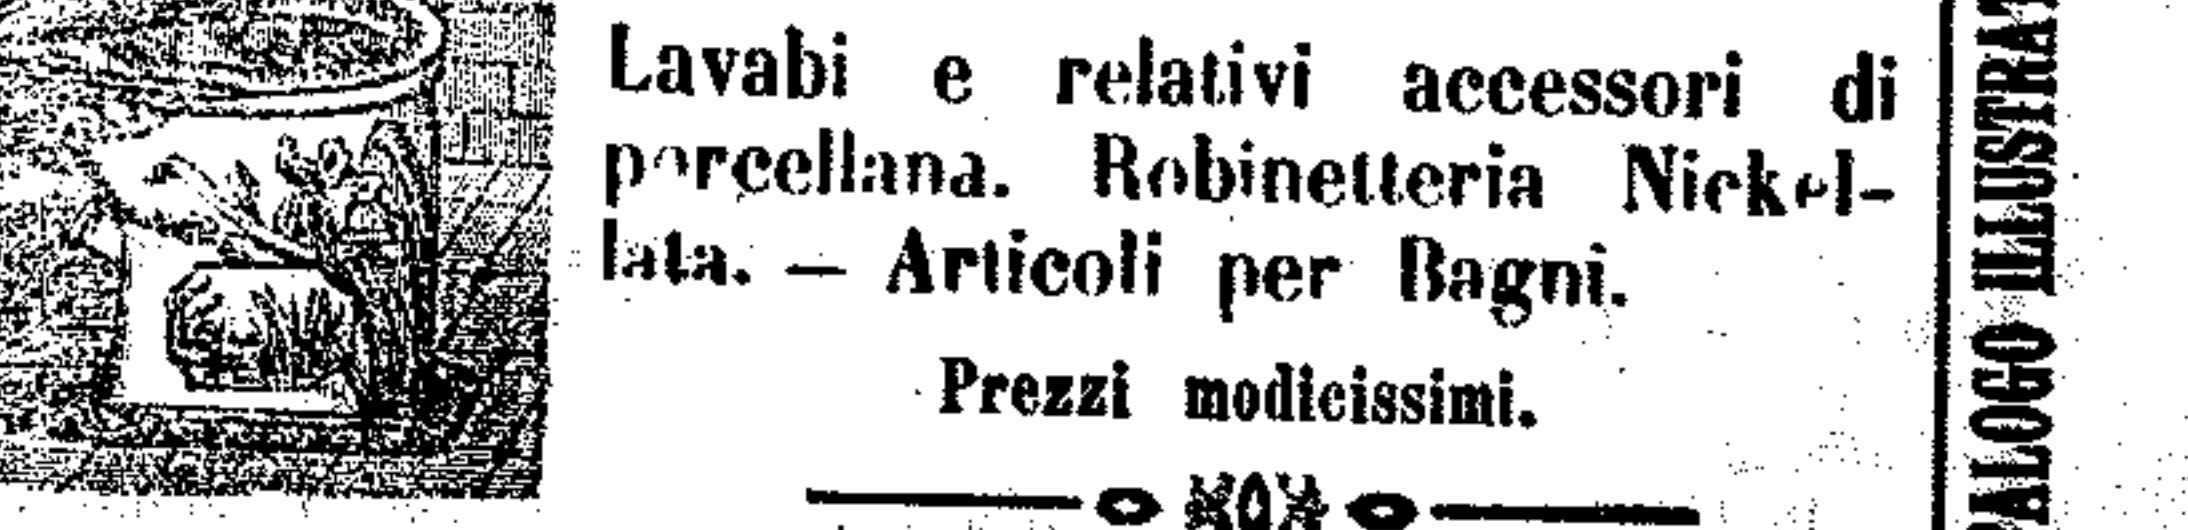 Lavabi e relativi accessori di
porcellana. Robinetteria Nickel-
lata. — Articoli per Bagni.
Prezzi modicissimi.